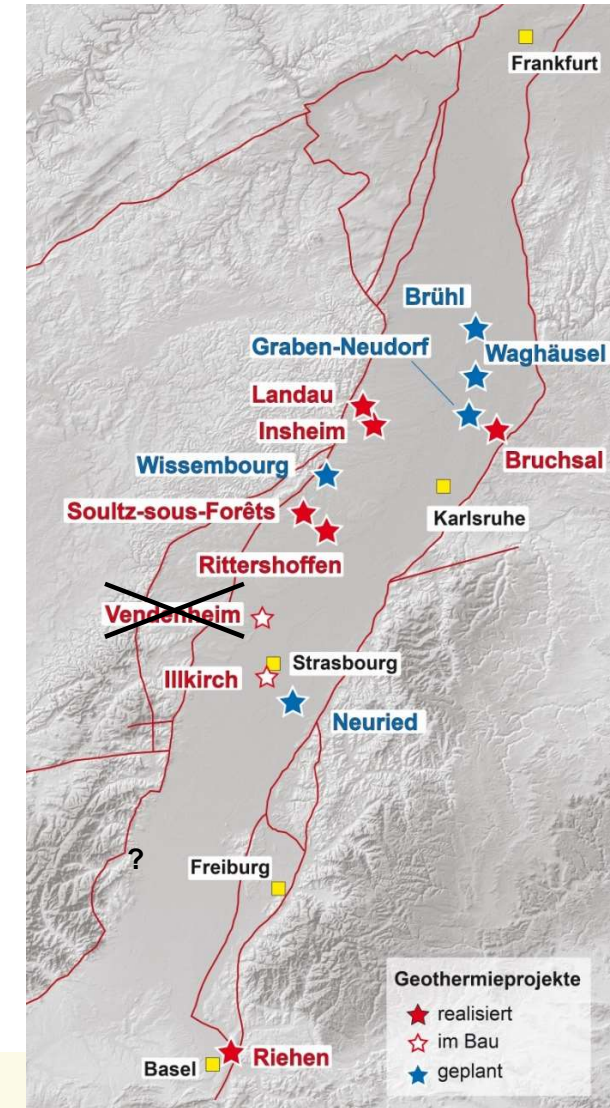 Frankfurt
Brühl
Graben-Neudorf
Waghäusel
Landau
Insheim
Bruchsal
Wissembourg
Soultz-sous-Forêts
Karlsruhe
Rittershoffen
Vendenheim
Strasbourg
Illkirch
Neuried
?
Freiburg
Geothermieprojekte
realisiert
im Bau
geplant
Riehen
Basel